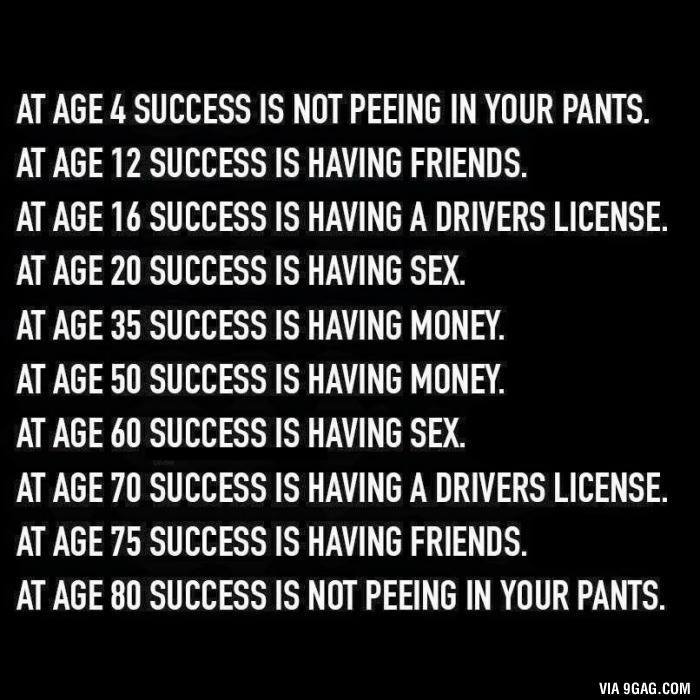 AT AGE 4 SUCCESS IS NOT PEEING IN YOUR PANTS.
AT AGE 12 SUCCESS IS HAVING FRIENDS.
AT AGE 16 SUCCESS IS HAVING A DRIVERS LICENSE.
AT AGE 20 SUCCESS IS HAVING SEX.
AT AGE 35 SUCCESS IS HAVING MONEY.
AT AGE 50 SUCCESS IS HAVING MONEY.
AT AGE 60 SUCCESS IS HAVING SEX.
AT AGE 70 SUCCESS IS HAVING A DRIVERS LICENSE.
AT AGE 75 SUCCESS IS HAVING FRIENDS.
AT AGE 80 SUCCESS IS NOT PEEING IN YOUR PANTS.
VIA 9GAG.COM